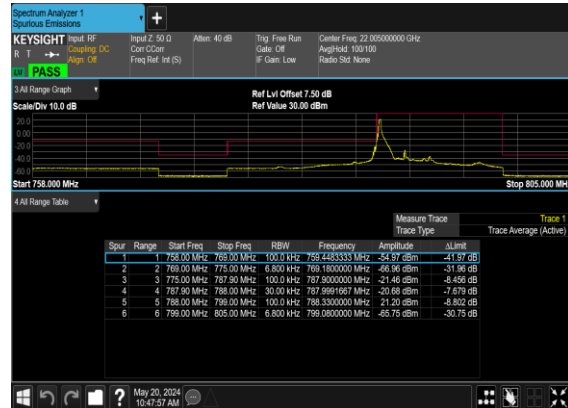 Spectrum Analyzer 1
Spurious Emissions
KEYSIGHT Input: RF Input Z: 50 Ω Atten: 40 dB Trig: Free Run Center Freq: 22.005000000 GHz
R T Coupling: DC Corr CCorr Gate: Off Avg|Hold: 100/100
Align: Off Freq Ref: Int (S) IF Gain: Low Radio Std: None
PASS
3 All Range Graph
Ref Lvl Offset 7.50 dB
Scale/Div 10.0 dB Ref Value 30.00 dBm
20.0
0.00
-20.0
-40.0
-60.0
Start 758.000 MHz Stop 805.000 MHz
4 All Range Table
Measure Trace Trace 1
Trace Type Trace Average (Active)
Spur Range Start Freq Stop Freq RBW Frequency Amplitude ΔLimit
1 1 758.00 MHz 769.00 MHz 100.0 kHz 759.4483333 MHz -54.97 dBm -41.97 dB
2 2 769.00 MHz 775.00 MHz 6.800 kHz 769.1800000 MHz -66.96 dBm -31.96 dB
3 3 775.00 MHz 787.90 MHz 100.0 kHz 787.9000000 MHz -21.46 dBm -8.456 dB
4 4 787.90 MHz 788.00 MHz 30.00 kHz 787.9991667 MHz -20.68 dBm -7.679 dB
5 5 788.00 MHz 799.00 MHz 100.0 kHz 788.3300000 MHz 21.20 dBm -8.802 dB
6 6 799.00 MHz 805.00 MHz 6.800 kHz 799.0800000 MHz -65.75 dBm -30.75 dB
May 20, 2024
10:47:57 AM